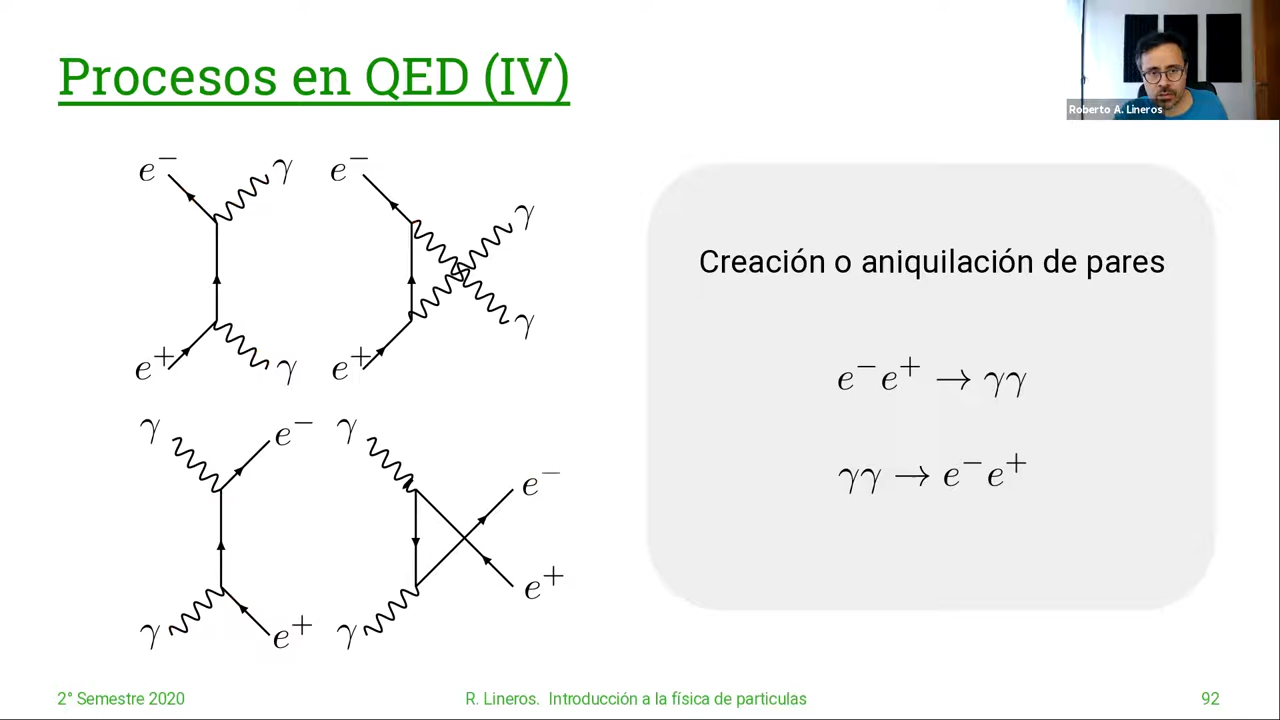 Procesos en QED (IV)
Roberto A. Lineros
e⁻ γ e⁻ γ
e⁺ γ e⁺ γ
γ e⁻ γ e⁻
γ e⁺ γ e⁺
Creación o aniquilación de pares
e⁻e⁺ → γγ
γγ → e⁻e⁺
2° Semestre 2020
R. Lineros. Introducción a la física de particulas
92